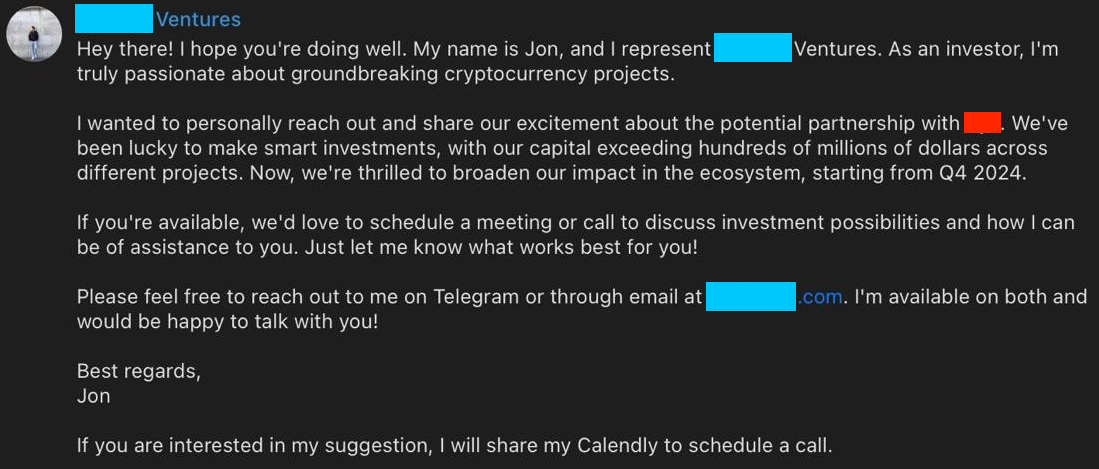 Ventures
Hey there! I hope you're doing well. My name is Jon, and I represent Ventures. As an investor, I'm
truly passionate about groundbreaking cryptocurrency projects.
I wanted to personally reach out and share our excitement about the potential partnership with . We've
been lucky to make smart investments, with our capital exceeding hundreds of millions of dollars across
different projects. Now, we're thrilled to broaden our impact in the ecosystem, starting from Q4 2024.
If you're available, we'd love to schedule a meeting or call to discuss investment possibilities and how I can
be of assistance to you. Just let me know what works best for you!
Please feel free to reach out to me on Telegram or through email at .com. I'm available on both and
would be happy to talk with you!
Best regards,
Jon
If you are interested in my suggestion, I will share my Calendly to schedule a call.